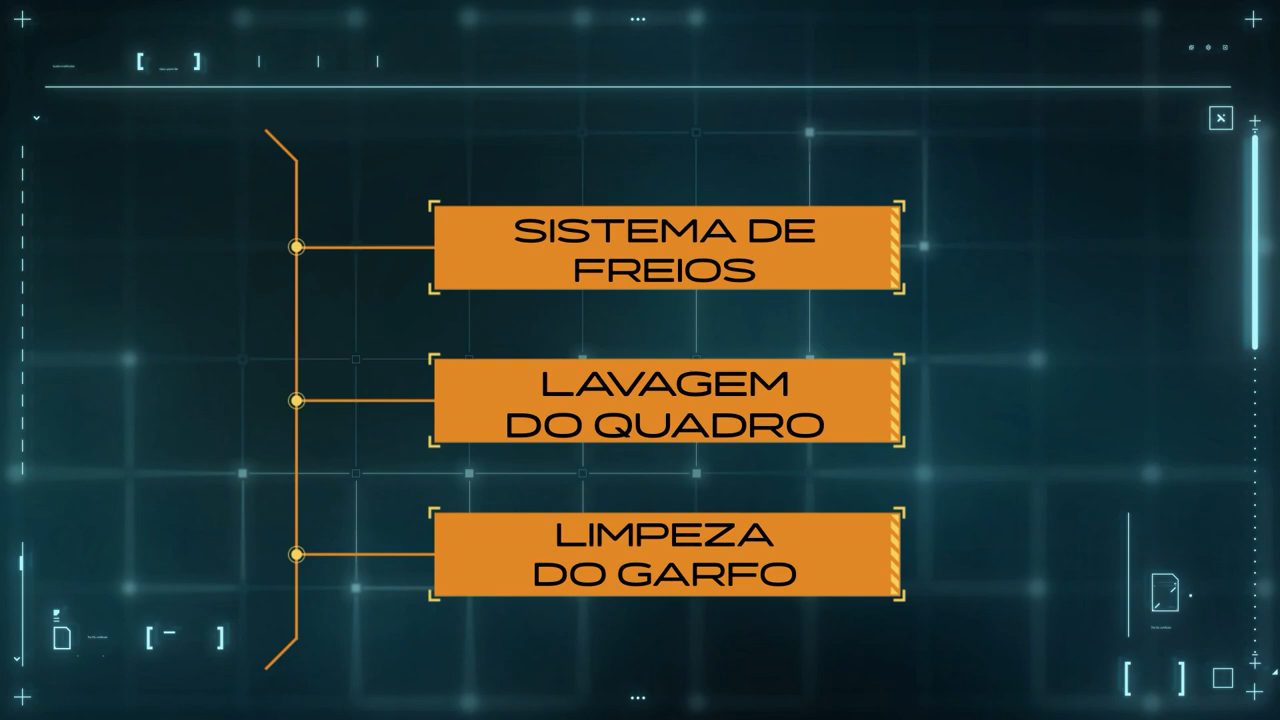 SISTEMA DE
FREIOS
LAVAGEM
DO QUADRO
LIMPEZA
DO GARFO